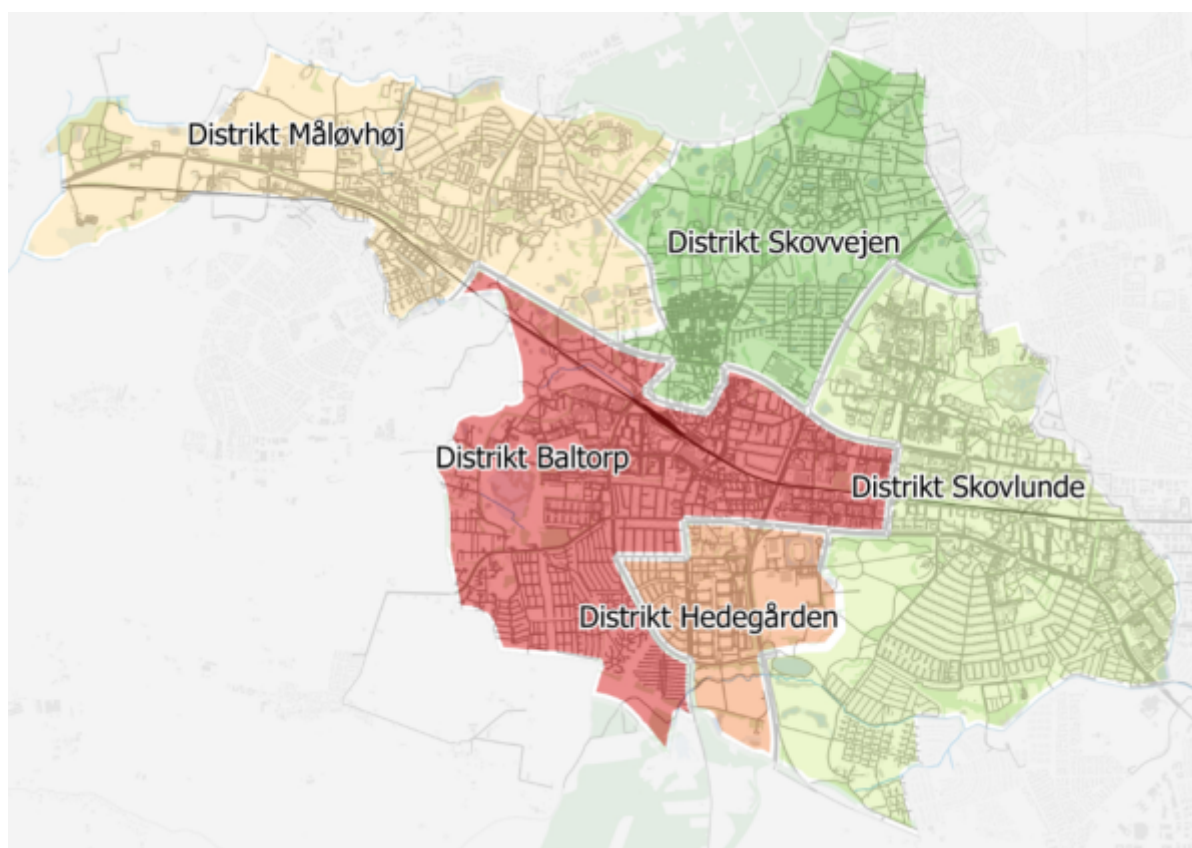 Distrikt Måløvhøj
Distrikt Skovvejen
Distrikt Baltorp
Distrikt Skovlunde
Distrikt Hedegården